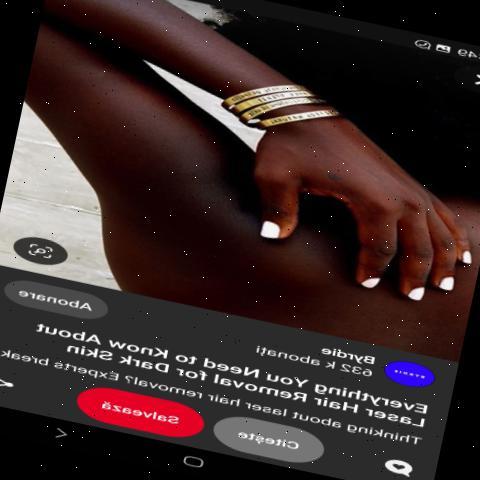 :49
Byrdie
632 k abonați
Abonare
Everything You Need to Know About
Laser Hair Removal for Dark Skin
Thinking about laser hair removal? Experts break
Citește
Salvează